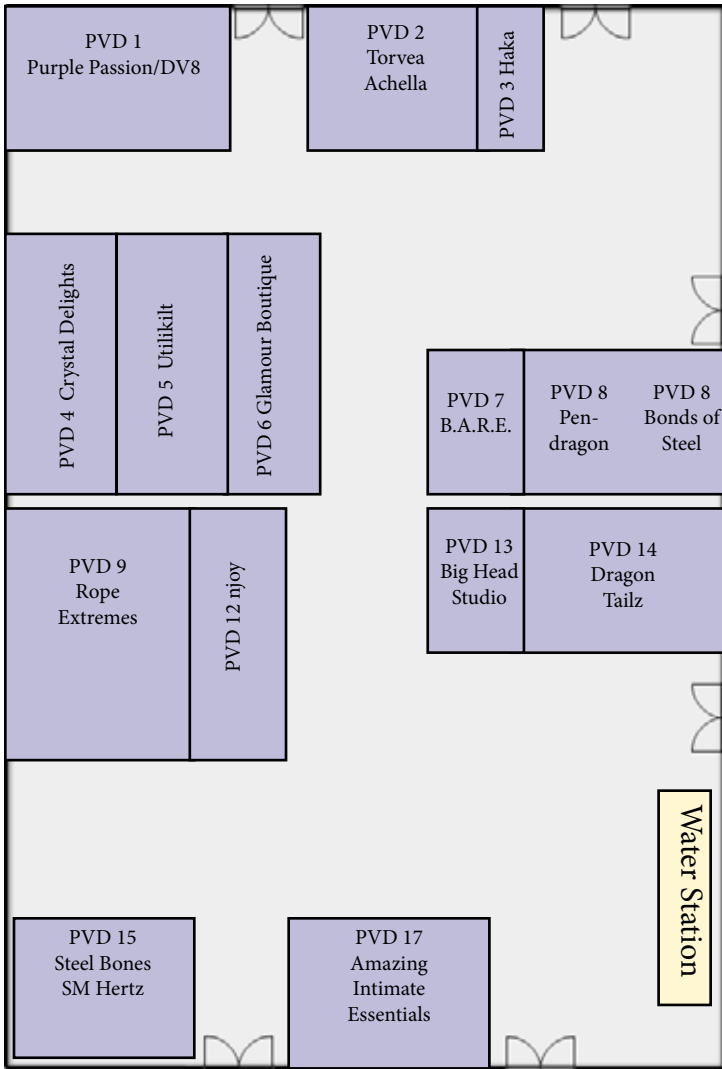 PVD 1
Purple Passion/DV8
PVD 2
Torvea
Achella
PVD 3 Haka
PVD 4 Crystal Delights
PVD 5 Utilikilt
PVD 6 Glamour Boutique
PVD 7
B.A.R.E.
PVD 8
Pen-
dragon
PVD 8
Bonds of
Steel
PVD 9
Rope
Extremes
PVD 12 njoy
PVD 13
Big Head
Studio
PVD 14
Dragon
Tailz
Water Station
PVD 15
Steel Bones
SM Hertz
PVD 17
Amazing
Intimate
Essentials